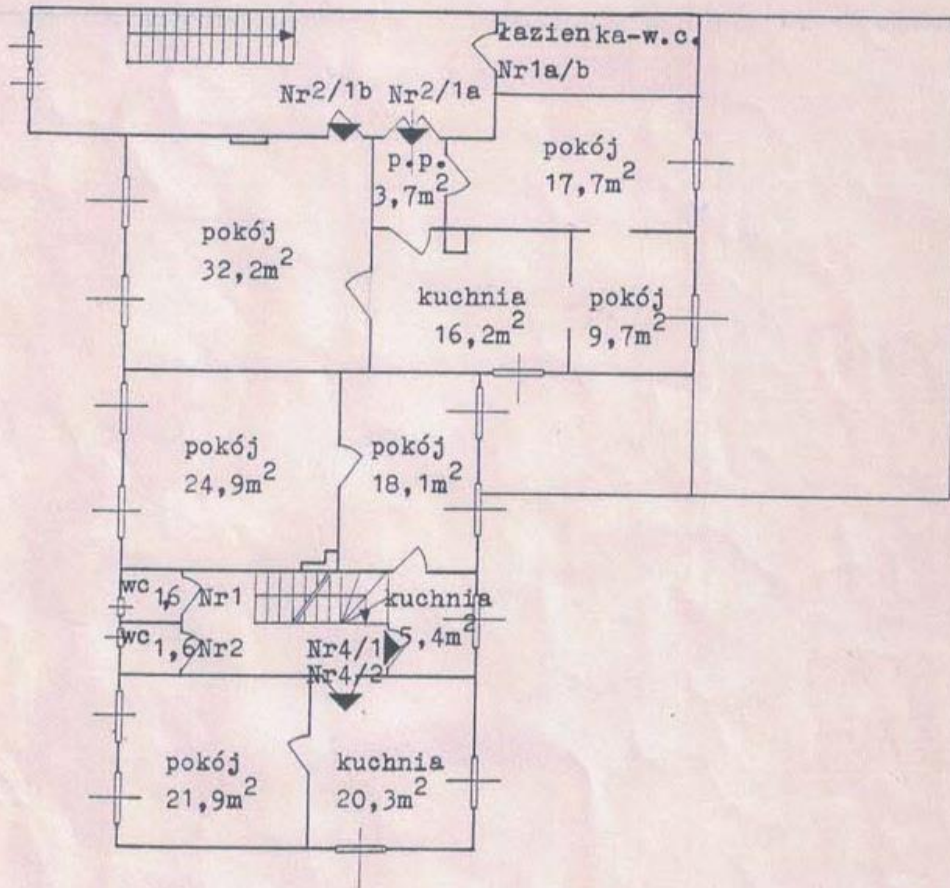 łazienka-w.c.
Nr1a/b
Nr2/1b
Nr2/1a
p.p.
3,7m²
pokój
17,7m²
pokój
32,2m²
kuchnia
16,2m²
pokój
9,7m²
pokój
24,9m²
pokój
18,1m²
wc 1,6 Nr1
kuchnia
5,4m²
wc 1,6 Nr2
Nr4/1
Nr4/2
pokój
21,9m²
kuchnia
20,3m²